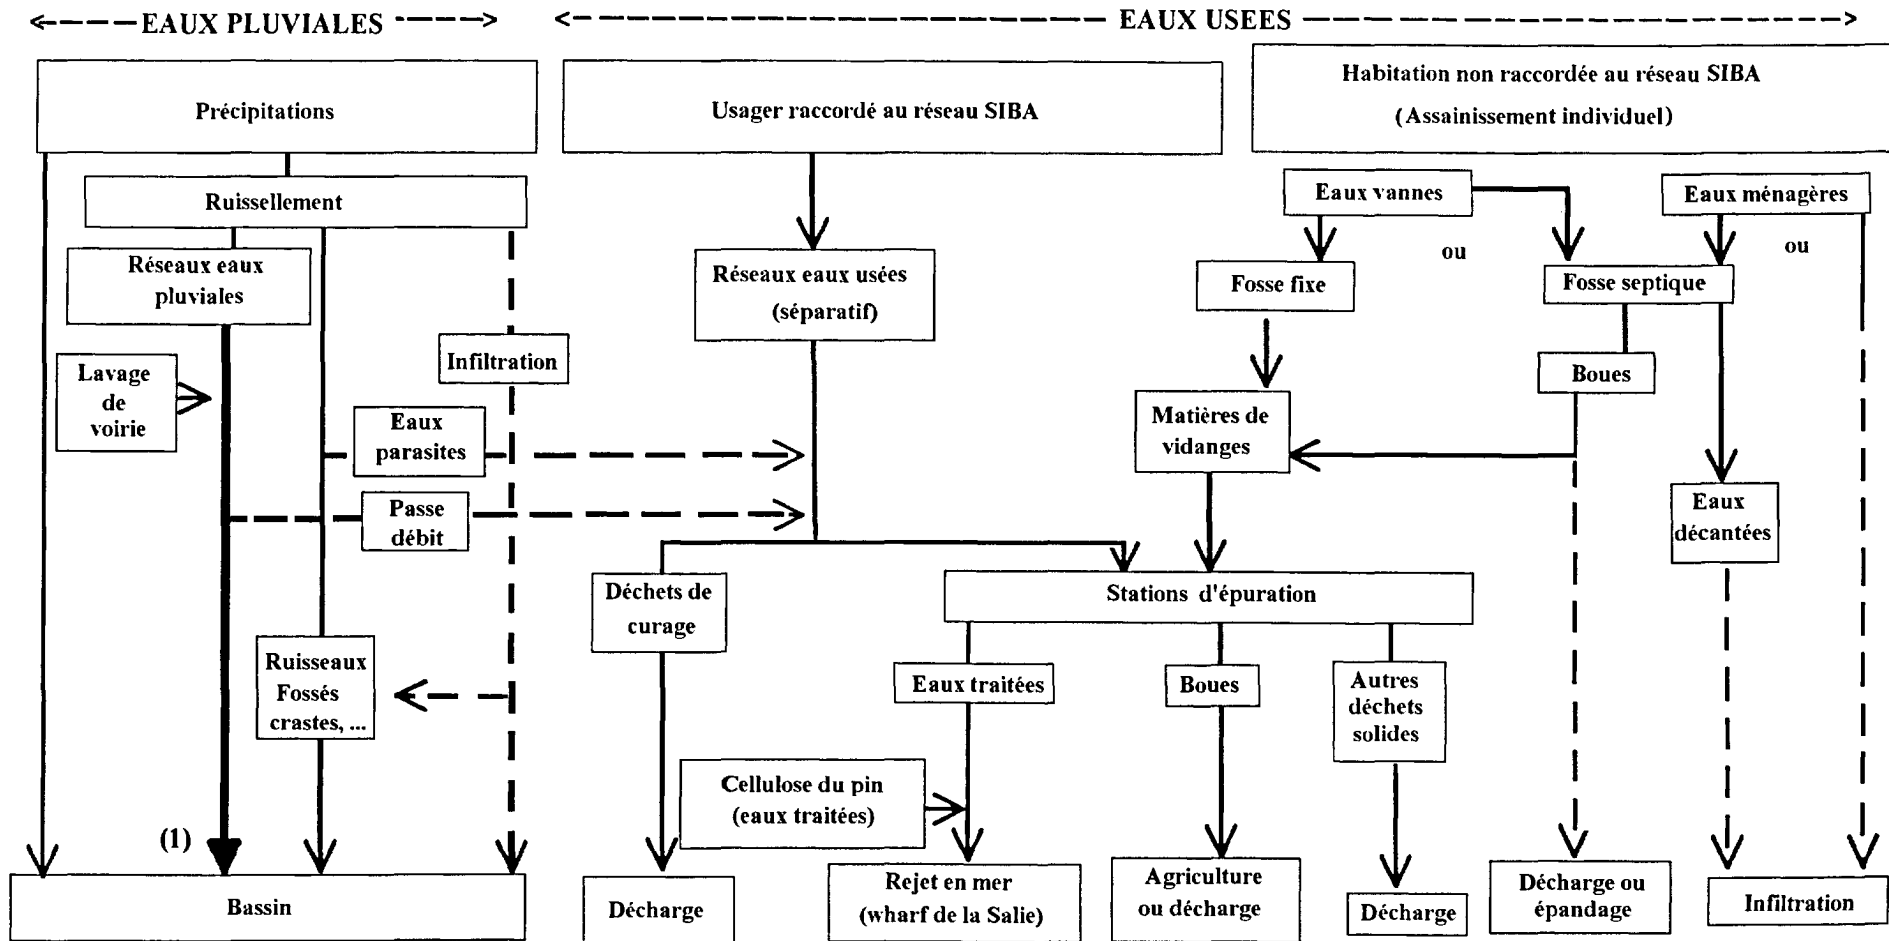 EAUX PLUVIALES
EAUX USEES
Précipitations
Usager raccordé au réseau SIBA
Habitation non raccordée au réseau SIBA
(Assainissement individuel)
Ruissellement
Eaux vannes
Eaux ménagères
ou
ou
Réseaux eaux
pluviales
Réseaux eaux usées
(séparatif)
Fosse fixe
Fosse septique
Infiltration
Lavage
de
voirie
Boues
Eaux
parasites
Matières de
vidanges
Passe
débit
Eaux
décantées
Déchets de
curage
Stations d'épuration
Ruisseaux
Fossés
crastes, ...
Eaux traitées
Boues
Autres
déchets
solides
Cellulose du pin
(eaux traitées)
(1)
Bassin
Décharge
Rejet en mer
(wharf de la Salie)
Agriculture
ou décharge
Décharge
Décharge ou
épandage
Infiltration